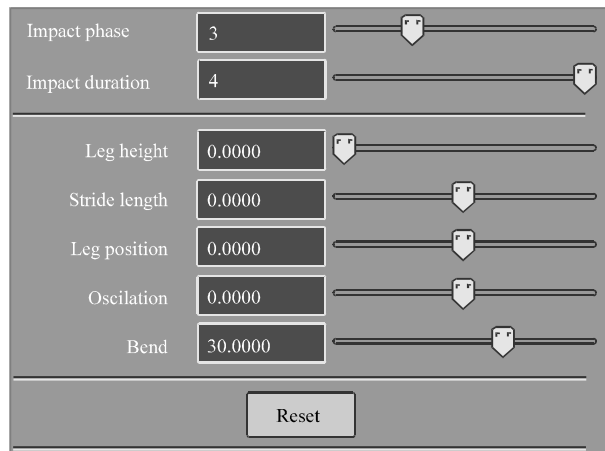 Impact phase 3
Impact duration 4
Leg height 0.0000
Stride length 0.0000
Leg position 0.0000
Oscilation 0.0000
Bend 30.0000
Reset